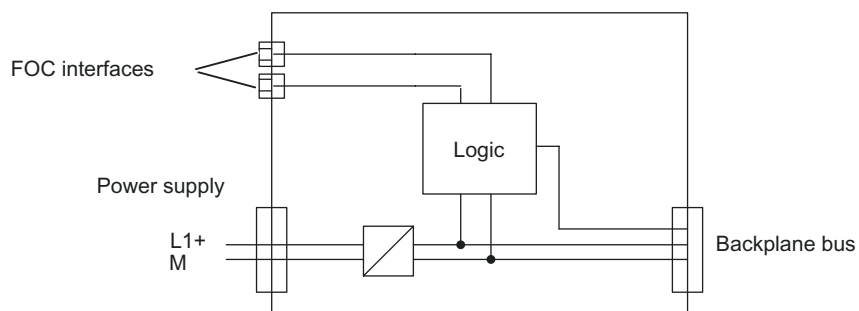 FOC interfaces
Logic
Power supply
L1+
M
Backplane bus